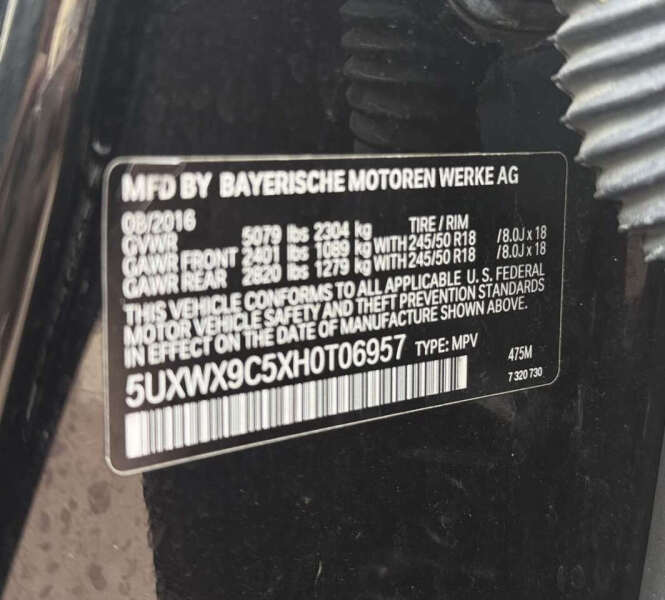 MFD BY BAYERISCHE MOTOREN WERKE AG
08/2016 TIRE / RIM
GVWR 5079 lbs 2304 kg
GAWR FRONT 2401 lbs 1089 kg WITH 245/50 R18 /8.0J x 18
GAWR REAR 2820 lbs 1279 kg WITH 245/50 R18 /8.0J x 18
THIS VEHICLE CONFORMS TO ALL APPLICABLE U.S. FEDERAL
MOTOR VEHICLE SAFETY AND THEFT PREVENTION STANDARDS
IN EFFECT ON THE DATE OF MANUFACTURE SHOWN ABOVE.
5UXWX9C5XH0T06957 TYPE: MPV 475M
7 320 730